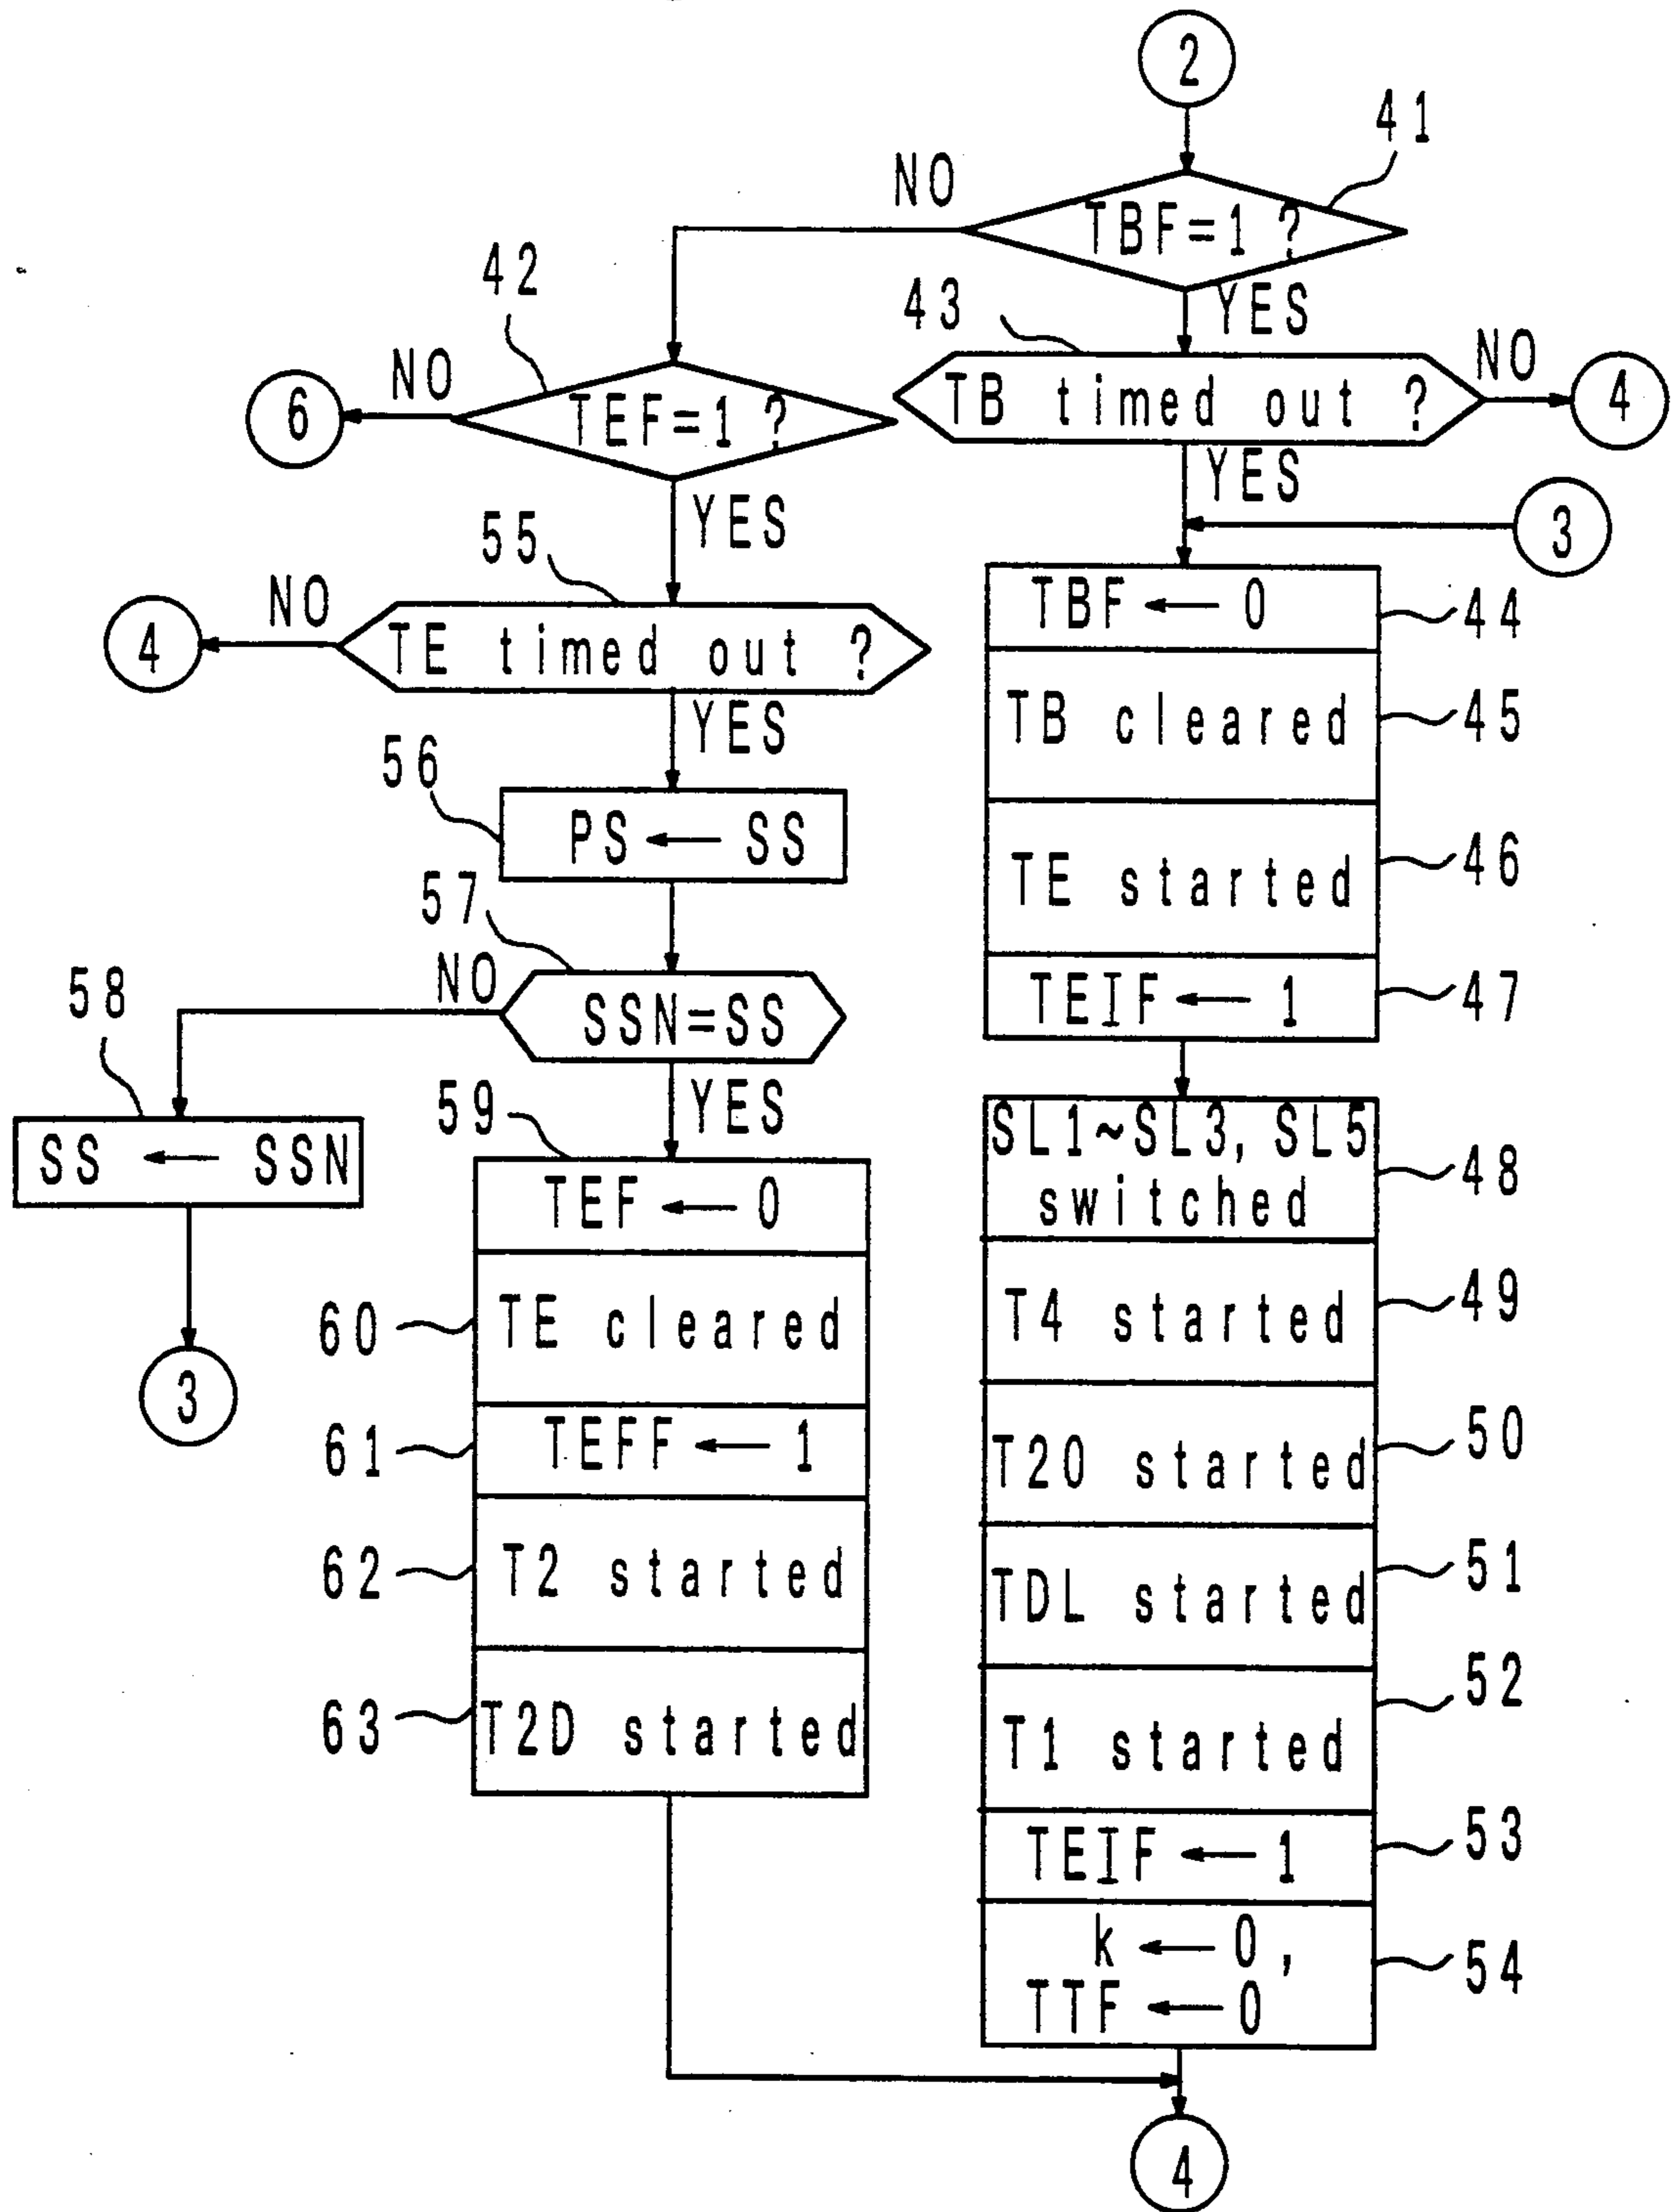 2
41
NO
TBF=1 ?
42
43
YES
NO
TEF=1 ?
6
TB timed out ?
NO
4
YES
YES
3
55
NO
TE timed out ?
4
TBF ← 0
44
YES
TB cleared
45
56
PS ← SS
TE started
46
57
NO
SSN=SS
TEIF ← 1
47
58
SS ← SSN
3
YES
59
TEF ← 0
60
TE cleared
61
TEFF ← 1
62
T2 started
63
T2D started
SL1~SL3, SL5
switched
48
T4 started
49
T20 started
50
TDL started
51
T1 started
52
TEIF ← 1
53
k ← 0,
TTF ← 0
54
4